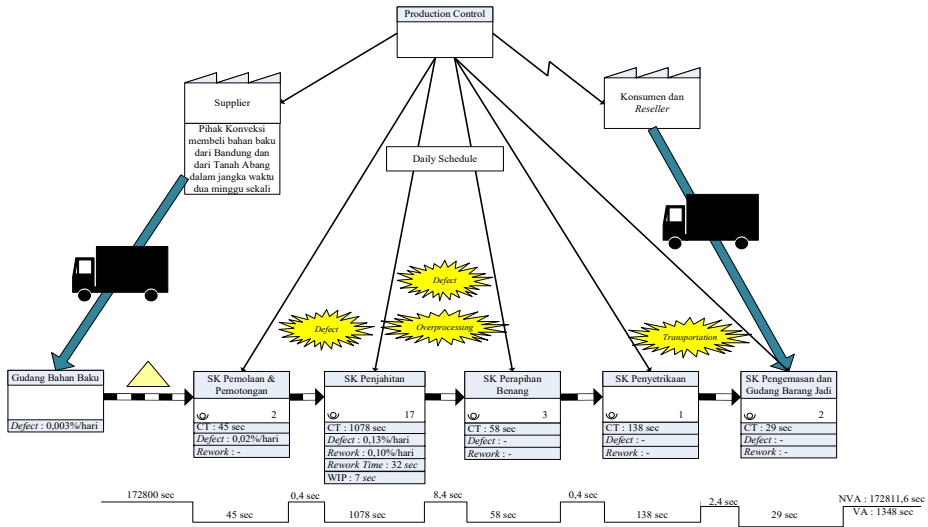 Production Control
Supplier
Pihak Konveksi
membeli bahan baku
dari Bandung dan
dari Tanah Abang
dalam jangka waktu
dua minggu sekali
Konsumen dan
Reseller
Daily Schedule
Defect
Defect
Overprocessing
Transportation
Gudang Bahan Baku
Defect : 0,003%/hari
SK Pemolaan &
Pemotongan
2
CT : 45 sec
Defect : 0,02%/hari
Rework : -
SK Penjahitan
17
CT : 1078 sec
Defect : 0,13%/hari
Rework : 0,10%/hari
Rework Time : 32 sec
WIP : 7 sec
SK Perapihan
Benang
3
CT : 58 sec
Defect : -
Rework : -
SK Penyetrikaan
1
CT : 138 sec
Defect : -
Rework : -
SK Pengemasan dan
Gudang Barang Jadi
2
CT : 29 sec
Defect : -
Rework : -
172800 sec
45 sec
0,4 sec
1078 sec
8,4 sec
58 sec
0,4 sec
138 sec
2,4 sec
29 sec
NVA : 172811,6 sec
VA : 1348 sec